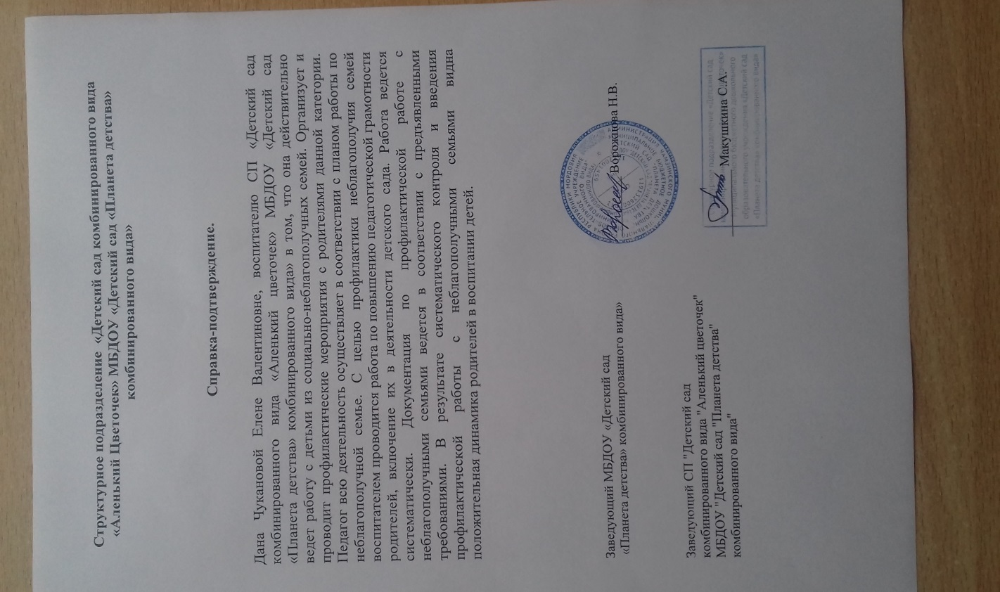 Структурное подразделение «Детский сад комбинированного вида
«Аленький Цветочек» МБДОУ «Детский сад «Планета детства»
комбинированного вида»
Справка-подтверждение.
Дана Чукановой Елене Валентиновне, воспитателю СП «Детский сад
комбинированного вида «Аленький цветочек» МБДОУ «Детский сад
«Планета детства» комбинированного вида» в том, что она действительно
ведет работу с детьми из социально-неблагополучных семей. Организует и
проводит профилактические мероприятия с родителями данной категории.
Педагог всю деятельность осуществляет в соответствии с планом работы по
неблагополучной семье. С целью профилактики неблагополучия семей
воспитателем проводится работа по повышению педагогической грамотности
родителей, включение их в деятельности детского сада. Работа ведется
систематически. Документация по профилактической работе с
неблагополучными семьями ведется в соответствии с предъявленными
требованиями. В результате систематического контроля и введения
профилактической работы с неблагополучными семьями видна
положительная динамика родителей в воспитании детей.
Заведующий МБДОУ «Детский сад
«Планета детства» комбинированного вида»
Ворожцова Н.В.
Заведующий СП "Детский сад
комбинированного вида "Аленький цветочек"
МБДОУ "Детский сад "Планета детства"
комбинированного вида"
Макушкина С.А.